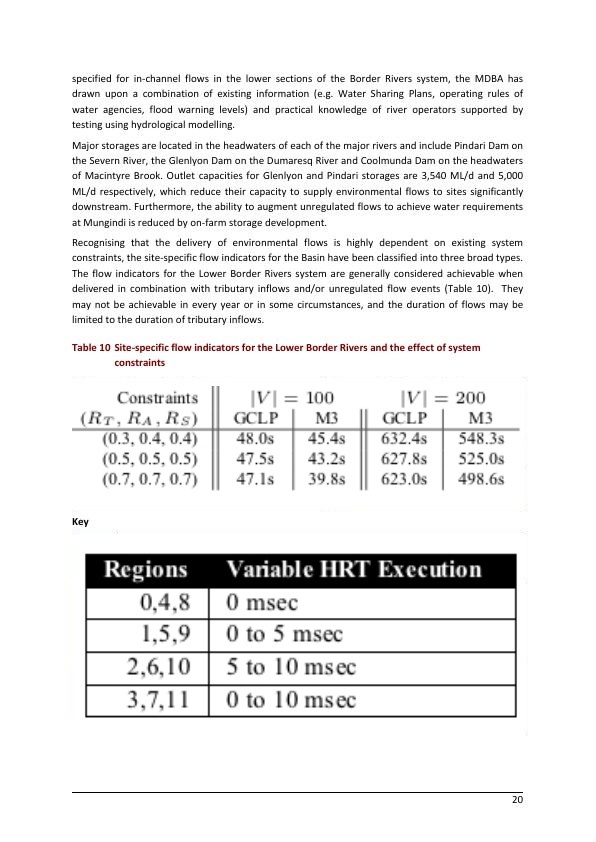 specified for in-channel flows in the lower sections of the Border Rivers system, the MDBA has
drawn upon a combination of existing information (e.g. Water Sharing Plans, operating rules of
water agencies, flood warning levels) and practical knowledge of river operators supported by
testing using hydrological modelling.
Major storages are located in the headwaters of each of the major rivers and include Pindari Dam on
the Severn River, the Glenlyon Dam on the Dumaresq River and Coolmunda Dam on the headwaters
of Macintyre Brook. Outlet capacities for Glenlyon and Pindari storages are 3,540 ML/d and 5,000
ML/d respectively, which reduce their capacity to supply environmental flows to sites significantly
downstream. Furthermore, the ability to augment unregulated flows to achieve water requirements
at Mungindi is reduced by on-farm storage development.
Recognising that the delivery of environmental flows is highly dependent on existing system
constraints, the site-specific flow indicators for the Basin have been classified into three broad types.
The flow indicators for the Lower Border Rivers system are generally considered achievable when
delivered in combination with tributary inflows and/or unregulated flow events (Table 10). They
may not be achievable in every year or in some circumstances, and the duration of flows may be
limited to the duration of tributary inflows.
Table 10 Site-specific flow indicators for the Lower Border Rivers and the effect of system
constraints
Constraints |V| = 100 |V| = 200
(R_T, R_A, R_S) GCLP M3 GCLP M3
(0.3, 0.4, 0.4) 48.0s 45.4s 632.4s 548.3s
(0.5, 0.5, 0.5) 47.5s 43.2s 627.8s 525.0s
(0.7, 0.7, 0.7) 47.1s 39.8s 623.0s 498.6s
Key
Regions Variable HRT Execution
0,4,8 0 msec
1,5,9 0 to 5 msec
2,6,10 5 to 10 msec
3,7,11 0 to 10 msec
20